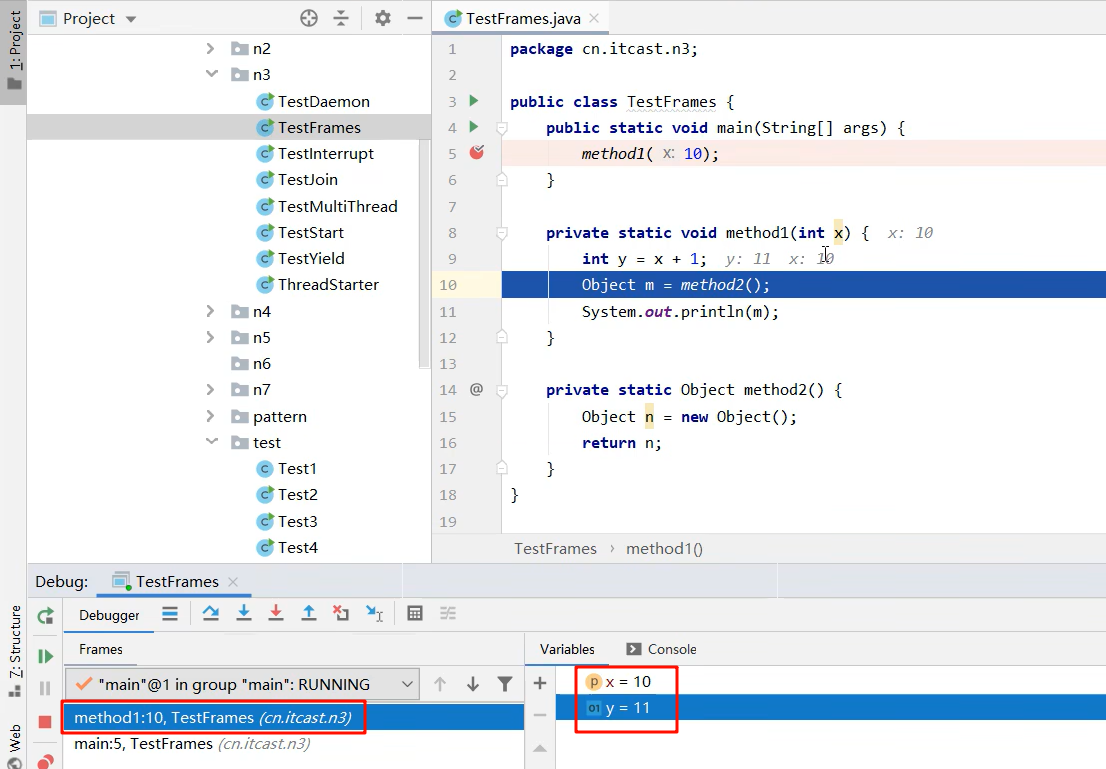 1: Project
Project
n2
n3
TestDaemon
TestFrames
TestInterrupt
TestJoin
TestMultiThread
TestStart
TestYield
ThreadStarter
n4
n5
n6
n7
pattern
test
Test1
Test2
Test3
Test4
TestFrames.java
1 package cn.itcast.n3;
2
3 public class TestFrames {
4 public static void main(String[] args) {
5 method1( x: 10);
6 }
7
8 private static void method1(int x) { x: 10
9 int y = x + 1; y: 11 x: 10
10 Object m = method2();
11 System.out.println(m);
12 }
13
14 @ private static Object method2() {
15 Object n = new Object();
16 return n;
17 }
18 }
19
TestFrames › method1()
Debug: TestFrames
7: Structure
Web
Debugger
Frames
"main"@1 in group "main": RUNNING
method1:10, TestFrames (cn.itcast.n3)
main:5, TestFrames (cn.itcast.n3)
Variables Console
p x = 10
01 y = 11